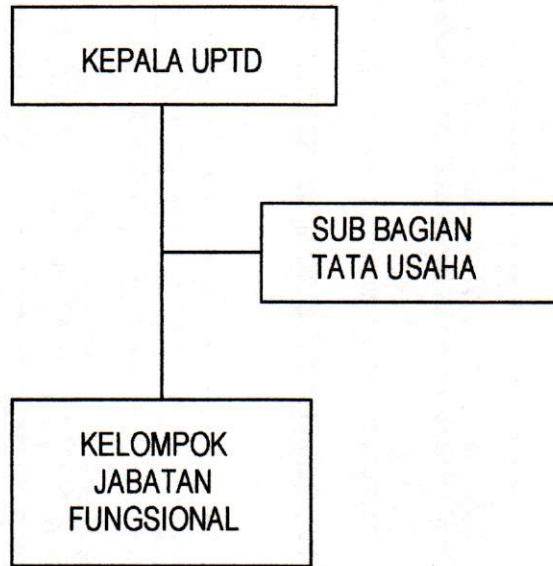 KEPALA UPTD
SUB BAGIAN
TATA USAHA
KELOMPOK
JABATAN
FUNGSIONAL